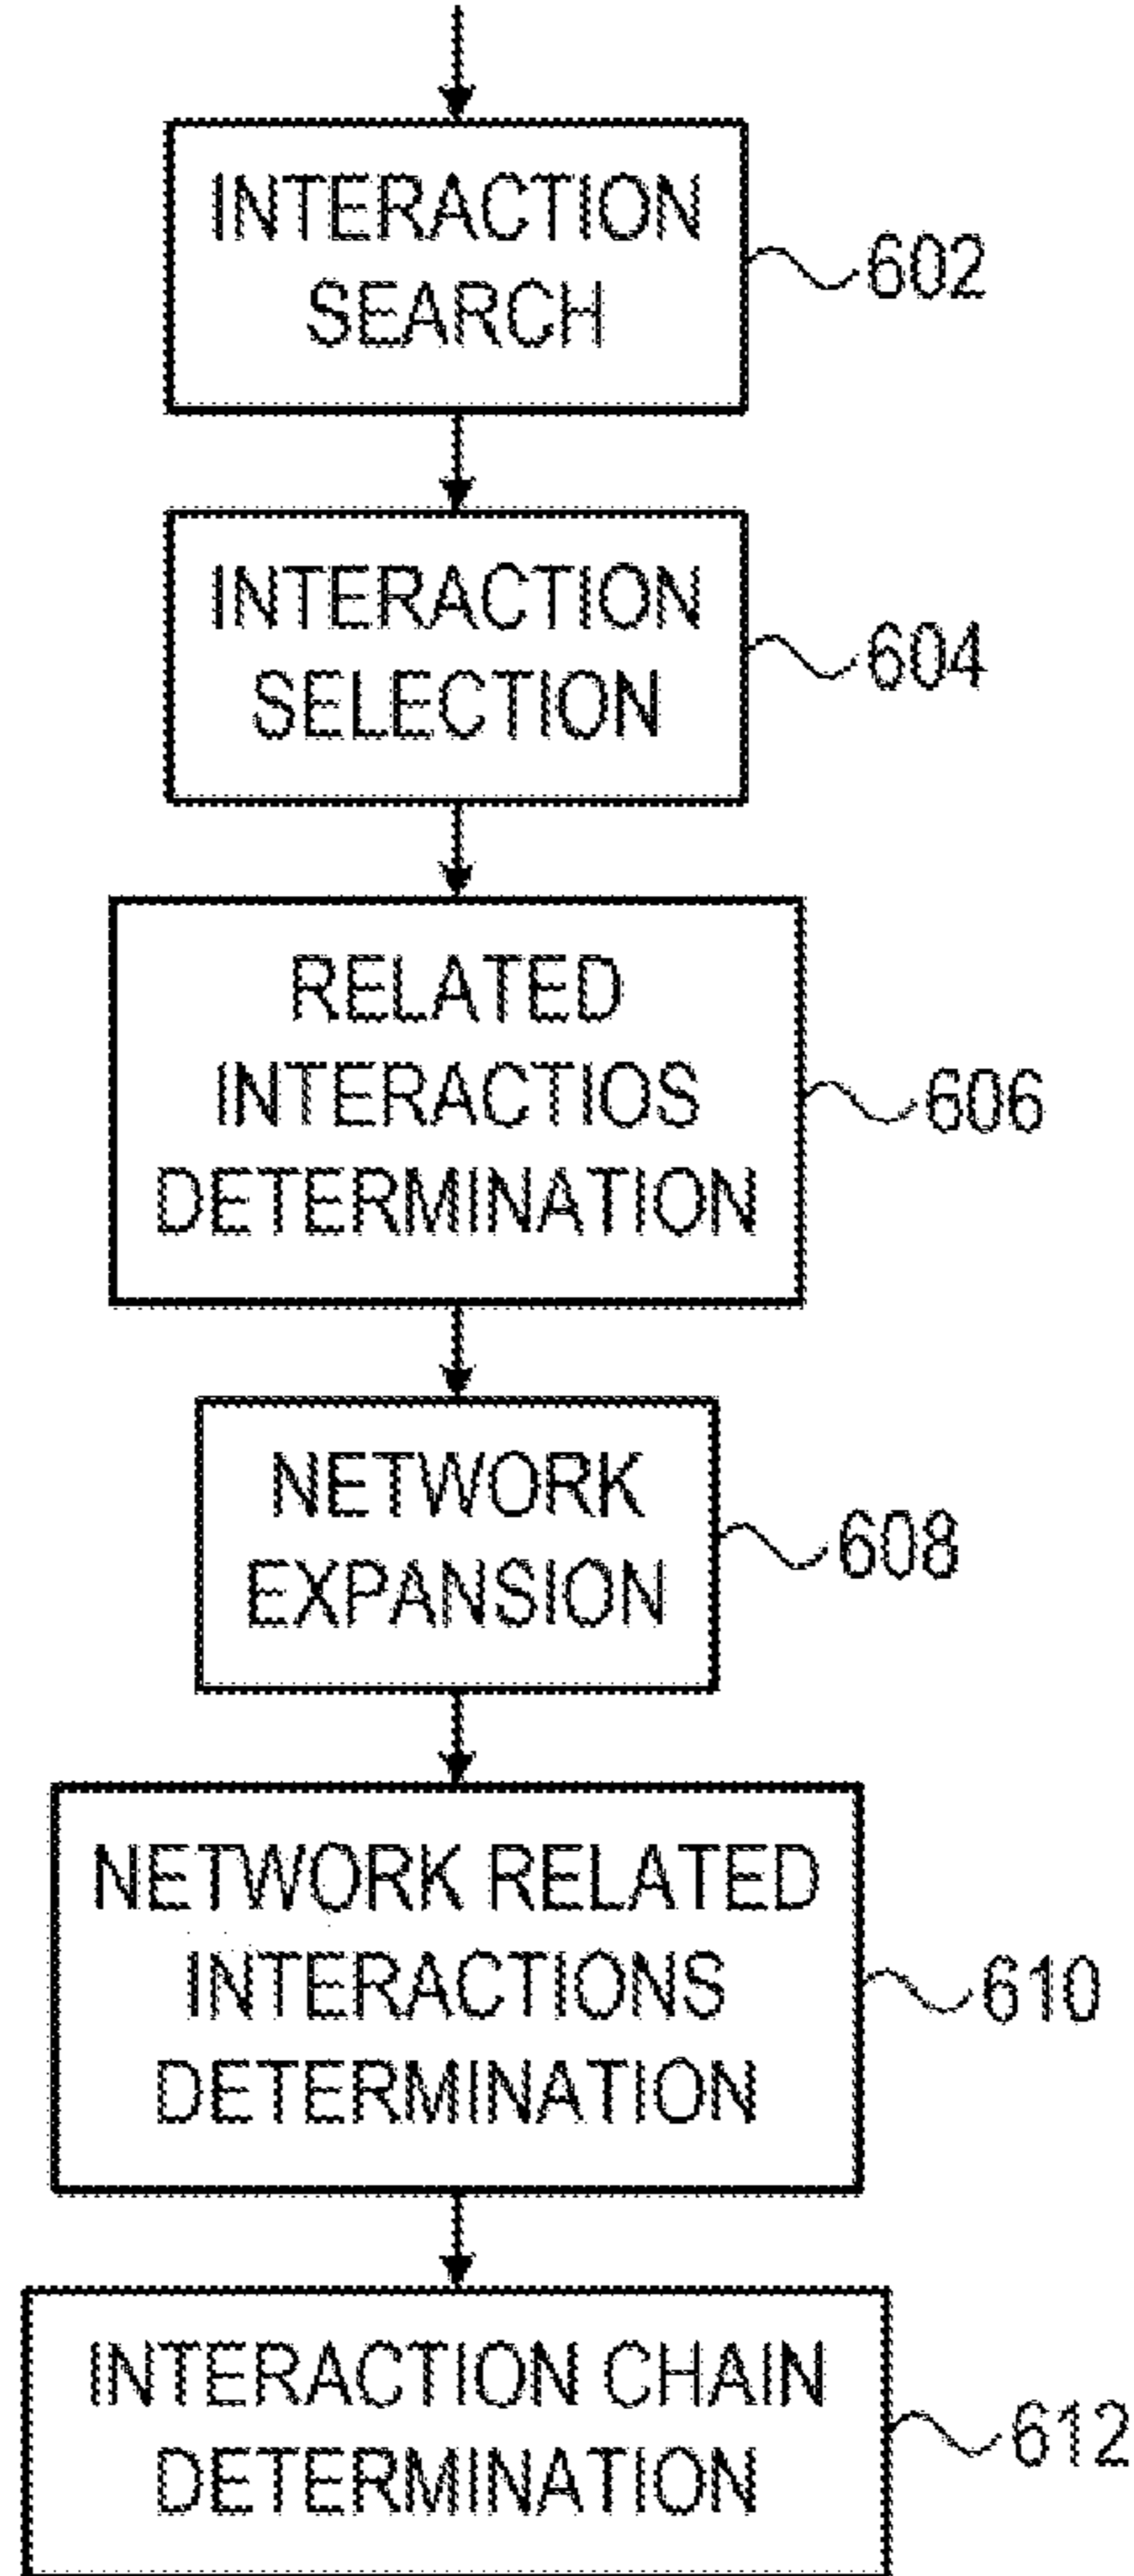 INTERACTION
SEARCH
602
INTERACTION
SELECTION
604
RELATED
INTERACTIOS
DETERMINATION
606
NETWORK
EXPANSION
608
NETWORK RELATED
INTERACTIONS
DETERMINATION
610
INTERACTION CHAIN
DETERMINATION
612